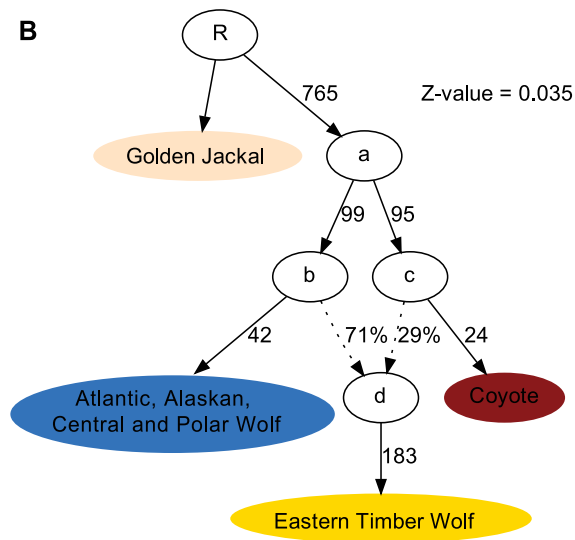 B
R
765
Z-value = 0.035
Golden Jackal
a
99
95
b
c
42
71%
29%
24
Atlantic, Alaskan,
Central and Polar Wolf
d
Coyote
183
Eastern Timber Wolf